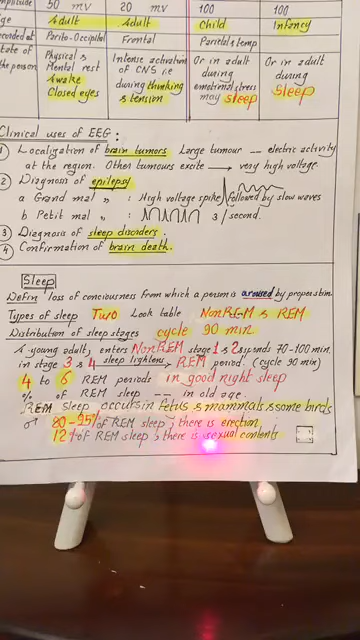 50 mV 20 mV 100 100
Adult Adult Child Infancy
Parito-Occipital Frontal Parietal & temp
state of the person
Physical & Mental rest Awake Closed eyes
Intense activation of CNS i.e during thinking & tension
Or in adult during emotional stress may sleep
Or in adult during Sleep
Clinical uses of EEG:
1 Localization of brain tumors Large tumour __ electric activity
at the region. Other tumours excite → very high voltage.
2 Diagnosis of epilepsy
a Grand mal „ : High voltage spike followed by slow waves
b Petit mal „ : 3 / second.
3 Diagnosis of sleep disorders.
4 Confirmation of brain death.
Sleep
Defin loss of conciousness from which a person is aroused by proper stim.
Types of sleep Two Look table NonREM & REM
Distribution of sleep stages cycle 90 min
A-young adult, enters NonREM stage 1 & 2 spends 70-100 min.
in stage 3 & 4 sleep lightens → REM period. (cycle 90 min)
4 to 6 REM periods in good night sleep
% of REM sleep -- in old age.
REM Sleep occurs in fetus & mammals & some birds
80-95% of REM sleep, there is erection,
12% of REM sleep, there is sexual contents